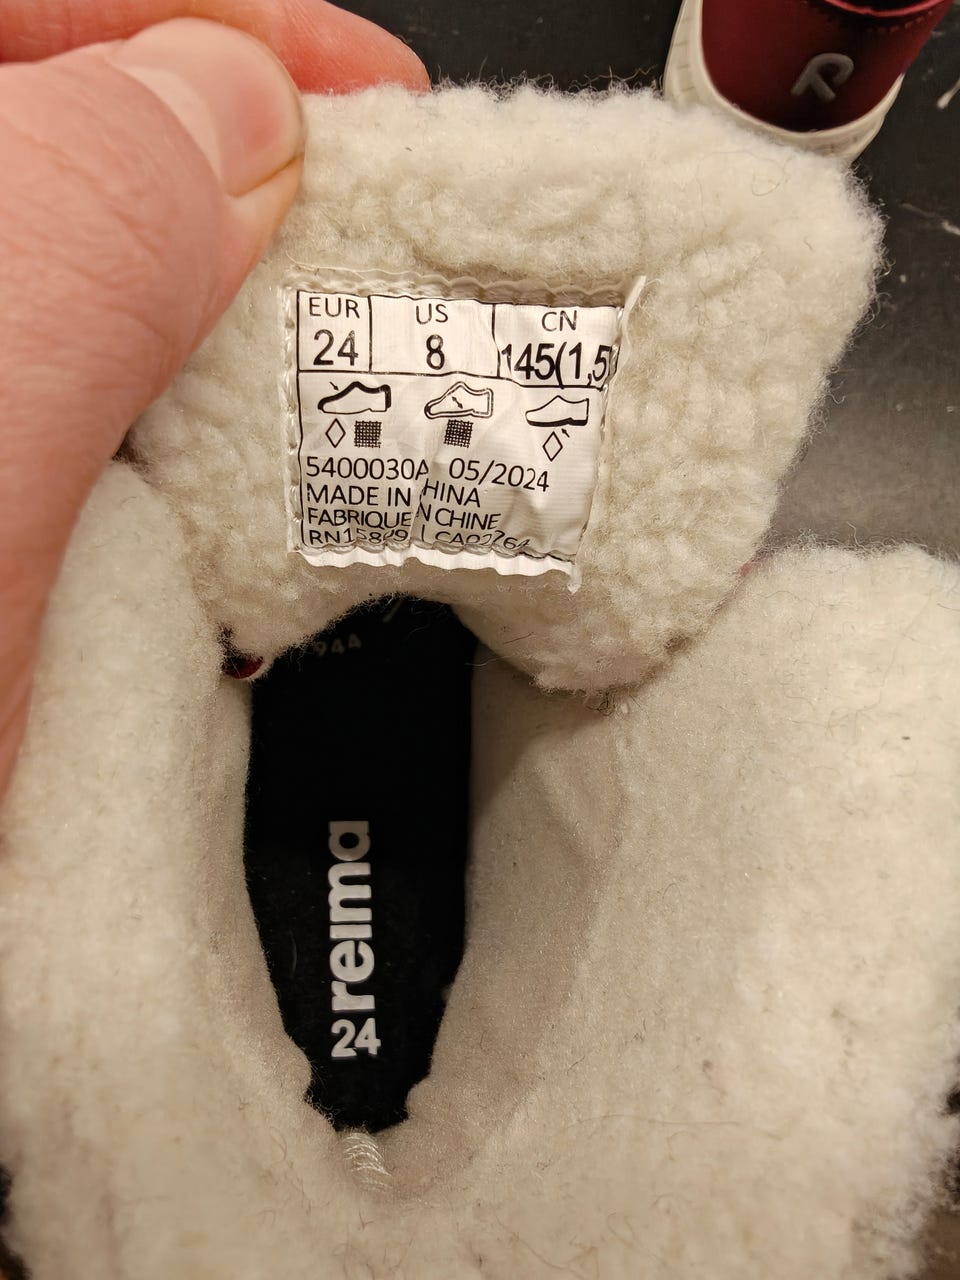 EUR US CN
24 8 145(1,5)
5400030A 05/2024
MADE IN CHINA
FABRIQUE EN CHINE
reima
24